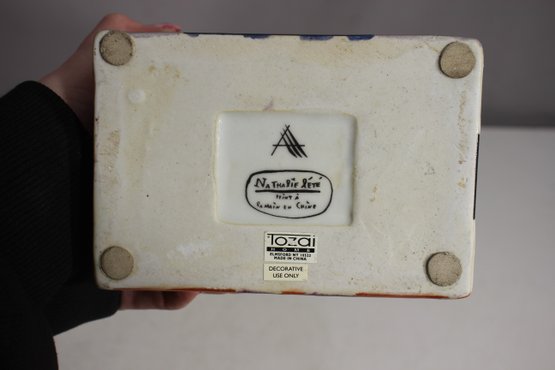 NATHALIE LÉTÉ
PEINT À
LA MAIN EN CHINE
Tozai
HOME
ELMSFORD NY 10523
MADE IN CHINA
DECORATIVE
USE ONLY